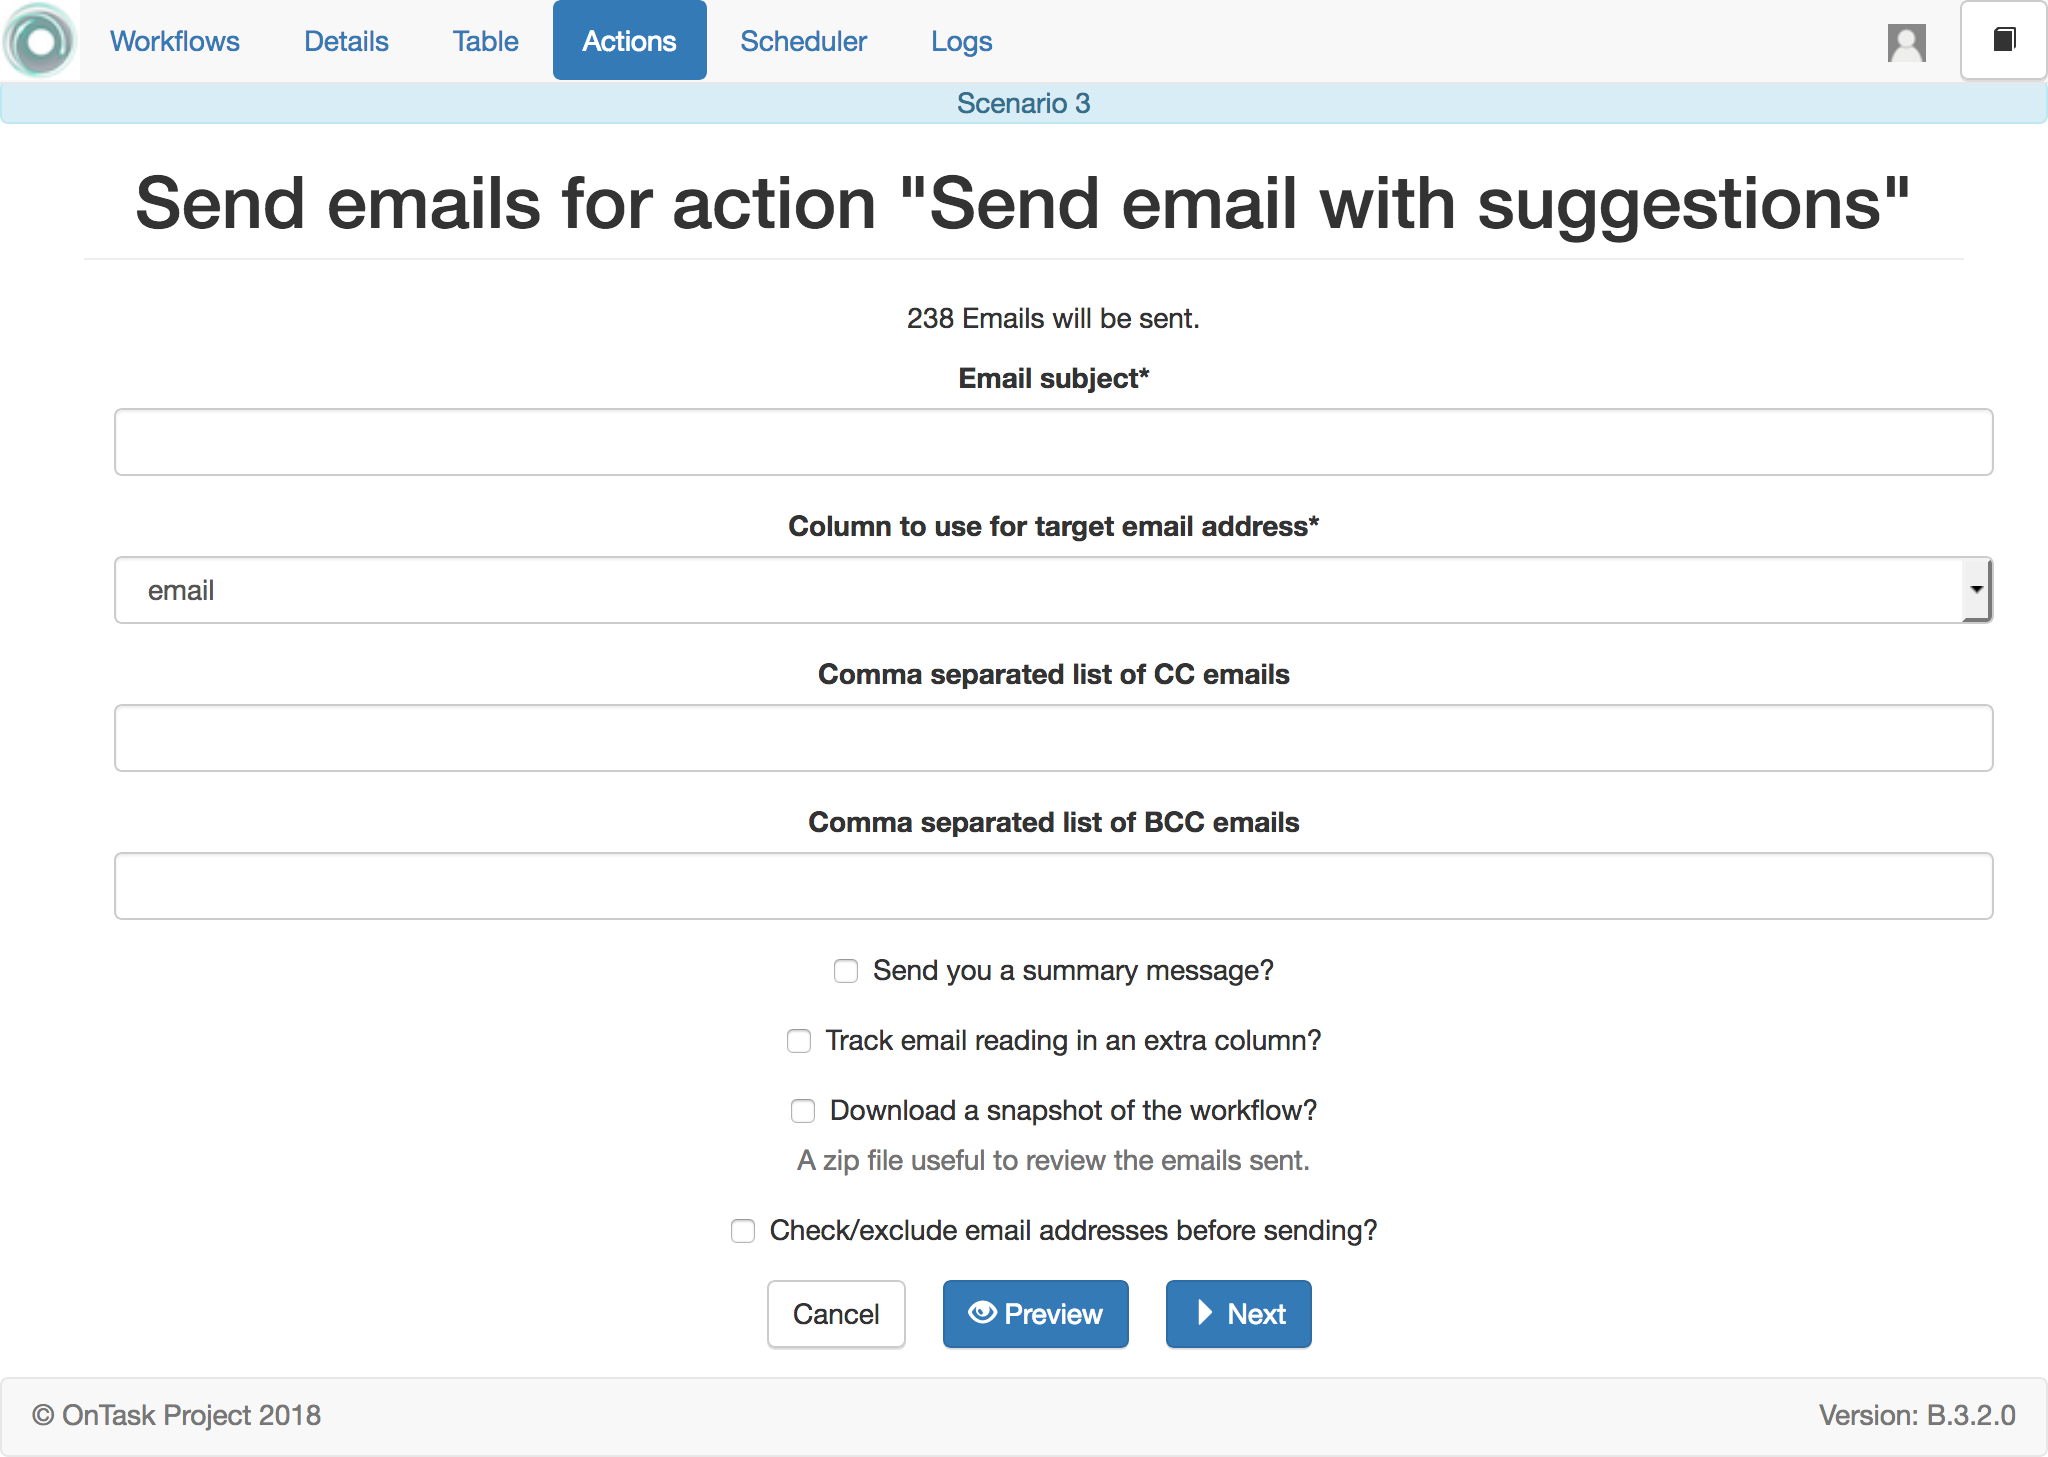 Workflows Details Table Actions Scheduler Logs
Scenario 3
Send emails for action "Send email with suggestions"
238 Emails will be sent.
Email subject*
Column to use for target email address*
email
Comma separated list of CC emails
Comma separated list of BCC emails
Send you a summary message?
Track email reading in an extra column?
Download a snapshot of the workflow?
A zip file useful to review the emails sent.
Check/exclude email addresses before sending?
Cancel Preview Next
© OnTask Project 2018 Version: B.3.2.0